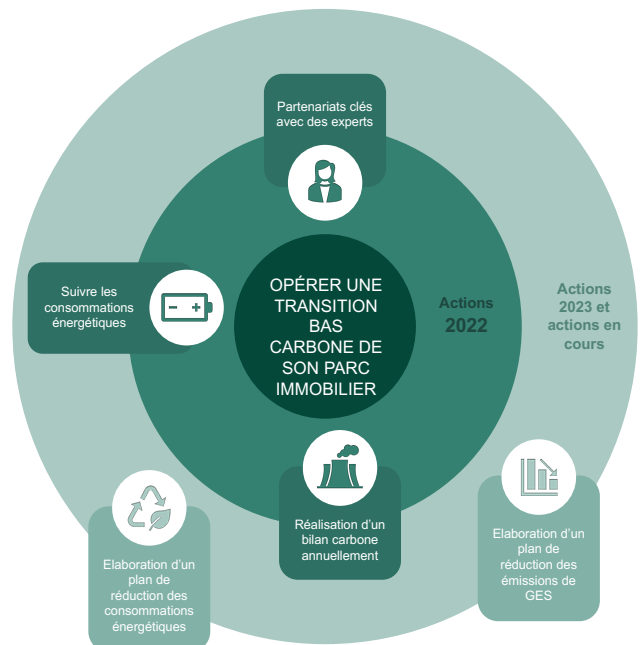 Partenariats clés
avec des experts
Suivre les
consommations
énergétiques
OPÉRER UNE
TRANSITION
BAS
CARBONE DE
SON PARC
IMMOBILIER
Actions
2022
Actions
2023 et
actions en
cours
Réalisation d’un
bilan carbone
annuellement
Elaboration d’un
plan de
réduction des
consommations
énergétiques
Elaboration d’un
plan de
réduction des
émissions de
GES